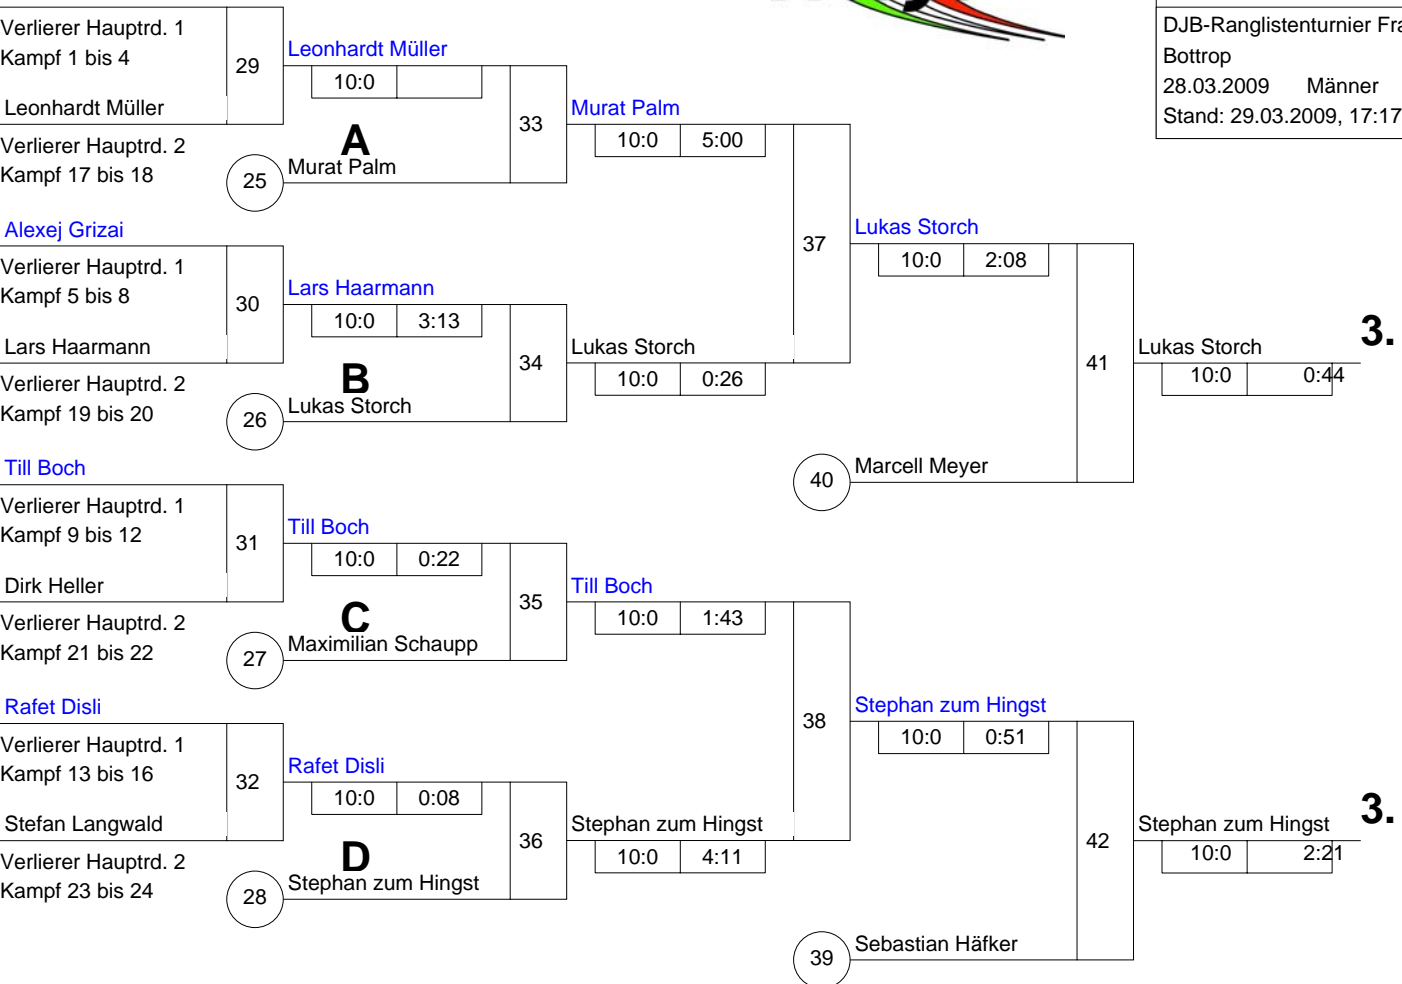 DJB-Ranglistenturnier Fra
Bottrop
28.03.2009 Männer
Stand: 29.03.2009, 17:17
Verlierer Hauptrd. 1
Kampf 1 bis 4
29
Leonhardt Müller
10:0
Leonhardt Müller
33
Murat Palm
10:0 5:00
Verlierer Hauptrd. 2
Kampf 17 bis 18
A
25
Murat Palm
Alexej Grizai
37
Lukas Storch
10:0 2:08
Verlierer Hauptrd. 1
Kampf 5 bis 8
30
Lars Haarmann
10:0 3:13
Lars Haarmann
34
Lukas Storch
10:0 0:26
41
Lukas Storch
10:0 0:44
3.
Verlierer Hauptrd. 2
Kampf 19 bis 20
B
26
Lukas Storch
40
Marcell Meyer
Till Boch
Verlierer Hauptrd. 1
Kampf 9 bis 12
31
Till Boch
10:0 0:22
Dirk Heller
35
Till Boch
10:0 1:43
Verlierer Hauptrd. 2
Kampf 21 bis 22
C
27
Maximilian Schaupp
Rafet Disli
38
Stephan zum Hingst
10:0 0:51
Verlierer Hauptrd. 1
Kampf 13 bis 16
32
Rafet Disli
10:0 0:08
Stefan Langwald
36
Stephan zum Hingst
10:0 4:11
42
Stephan zum Hingst
10:0 2:21
3.
Verlierer Hauptrd. 2
Kampf 23 bis 24
D
28
Stephan zum Hingst
39
Sebastian Häfker